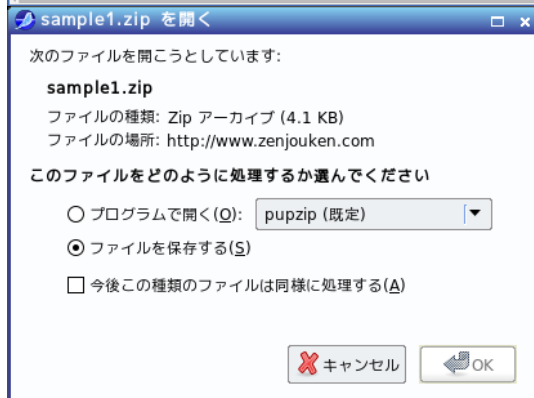 sample1.zip を開く
次のファイルを開こうとしています:
sample1.zip
ファイルの種類: Zip アーカイブ (4.1 KB)
ファイルの場所: http://www.zenjouken.com
このファイルをどのように処理するか選んでください
プログラムで開く(O): pupzip (既定)
ファイルを保存する(S)
今後この種類のファイルは同様に処理する(A)
キャンセル OK